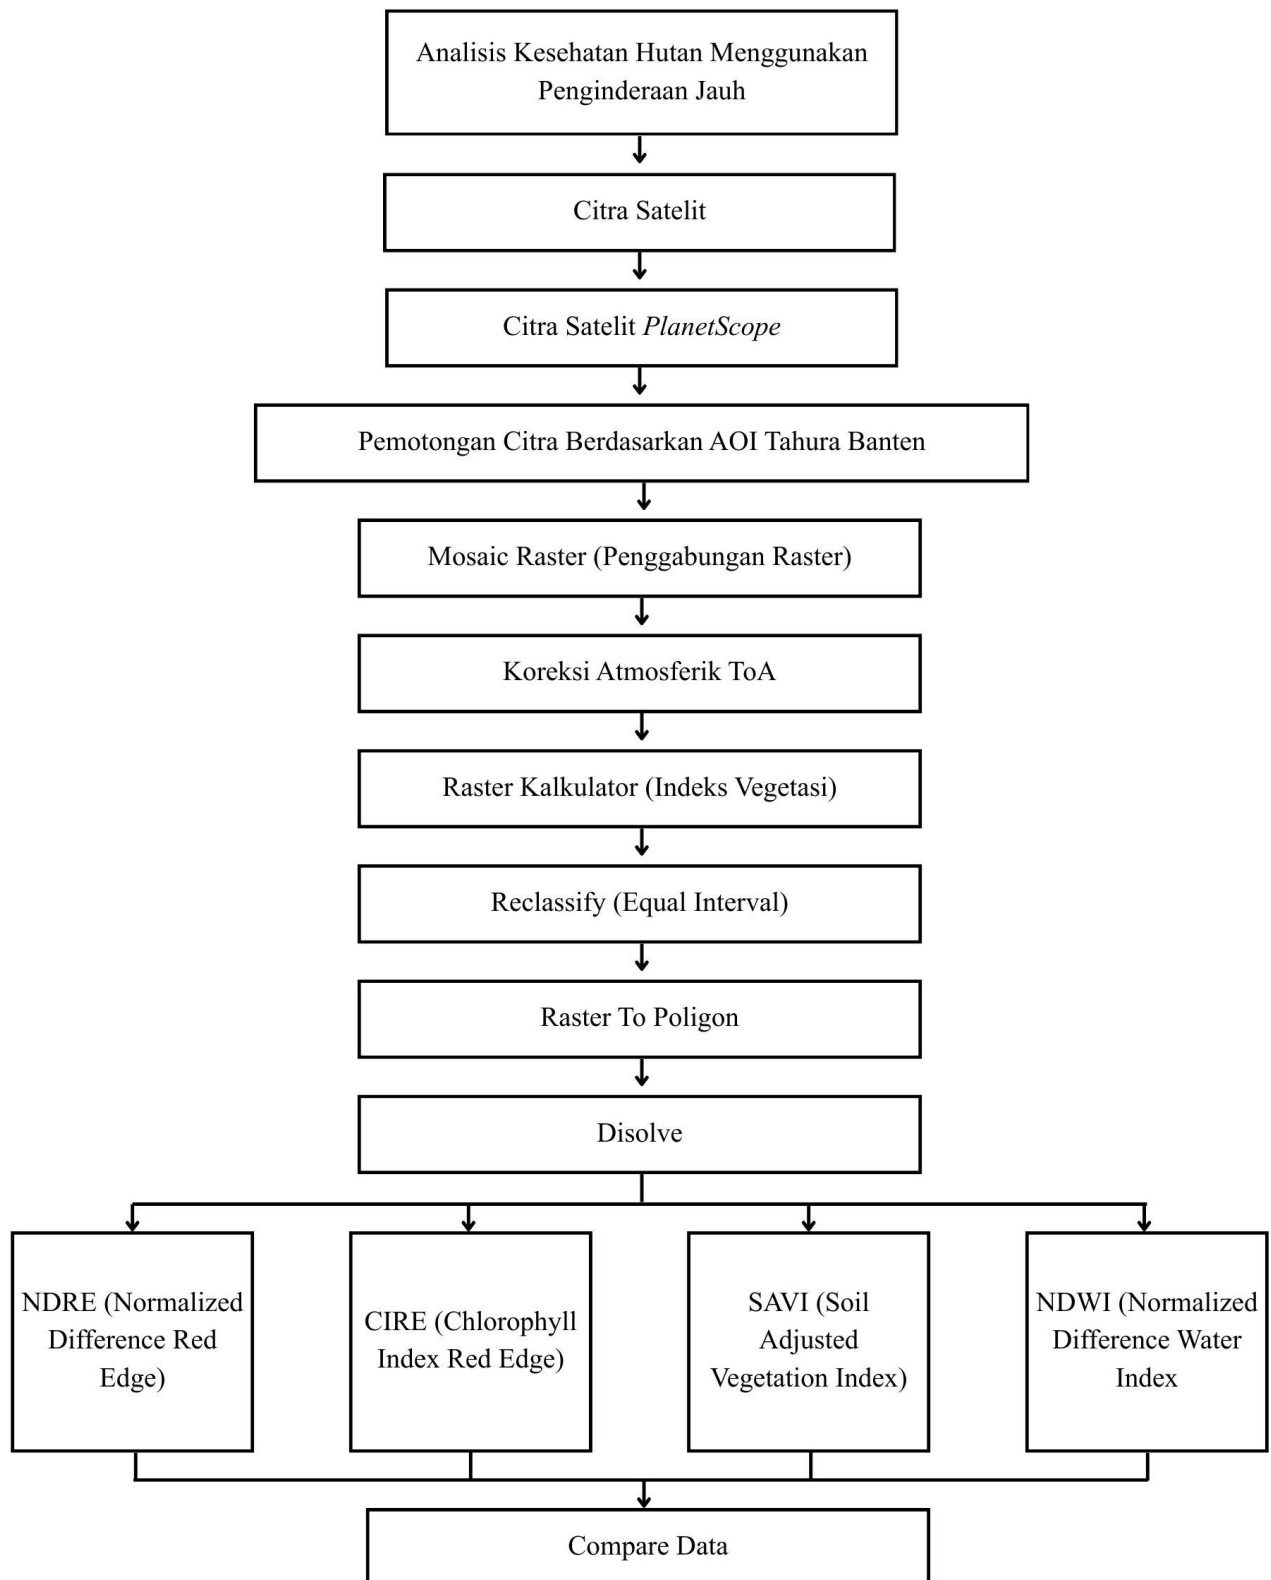 Analisis Kesehatan Hutan Menggunakan
Penginderaan Jauh
Citra Satelit
Citra Satelit PlanetScope
Pemotongan Citra Berdasarkan AOI Tahura Banten
Mosaic Raster (Penggabungan Raster)
Koreksi Atmosferik ToA
Raster Kalkulator (Indeks Vegetasi)
Reclassify (Equal Interval)
Raster To Poligon
Disolve
NDRE (Normalized
Difference Red
Edge)
CIRE (Chlorophyll
Index Red Edge)
SAVI (Soil
Adjusted
Vegetation Index)
NDWI (Normalized
Difference Water
Index
Compare Data